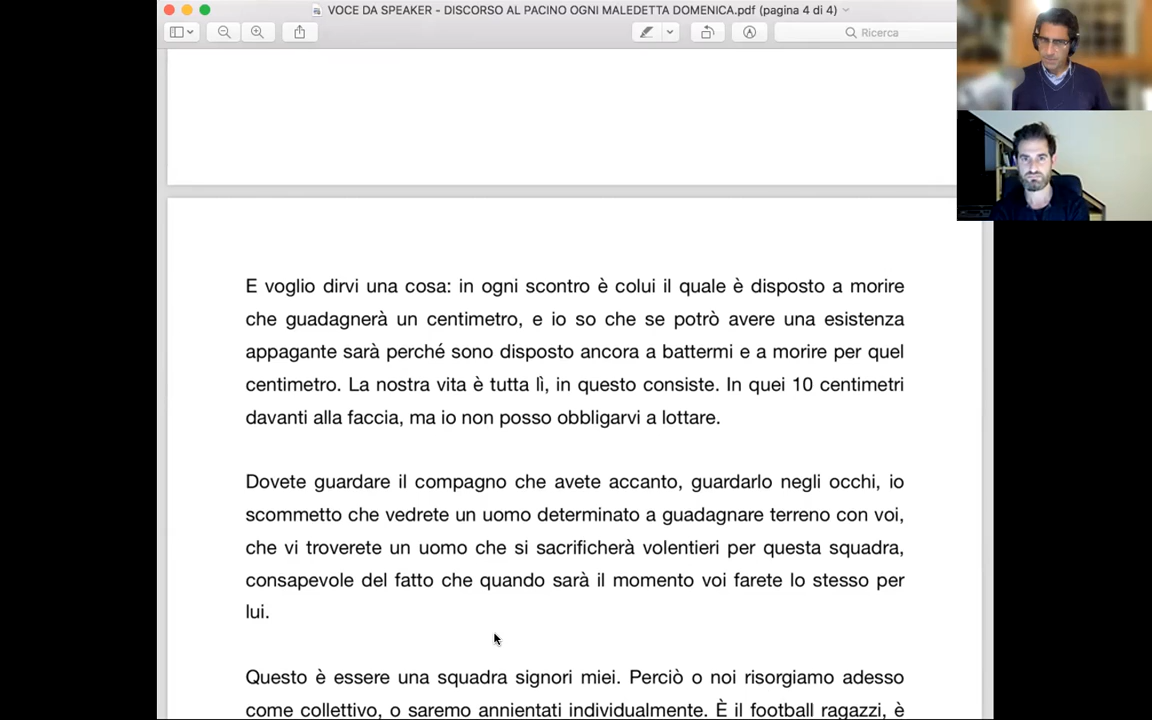 VOCE DA SPEAKER - DISCORSO AL PACINO OGNI MALEDETTA DOMENICA.pdf (pagina 4 di 4)
Ricerca
E voglio dirvi una cosa: in ogni scontro è colui il quale è disposto a morire
che guadagnerà un centimetro, e io so che se potrò avere una esistenza
appagante sarà perché sono disposto ancora a battermi e a morire per quel
centimetro. La nostra vita è tutta lì, in questo consiste. In quei 10 centimetri
davanti alla faccia, ma io non posso obbligarvi a lottare.
Dovete guardare il compagno che avete accanto, guardarlo negli occhi, io
scommetto che vedrete un uomo determinato a guadagnare terreno con voi,
che vi troverete un uomo che si sacrificherà volentieri per questa squadra,
consapevole del fatto che quando sarà il momento voi farete lo stesso per
lui.
Questo è essere una squadra signori miei. Perciò o noi risorgiamo adesso
come collettivo, o saremo annientati individualmente. È il football ragazzi, è